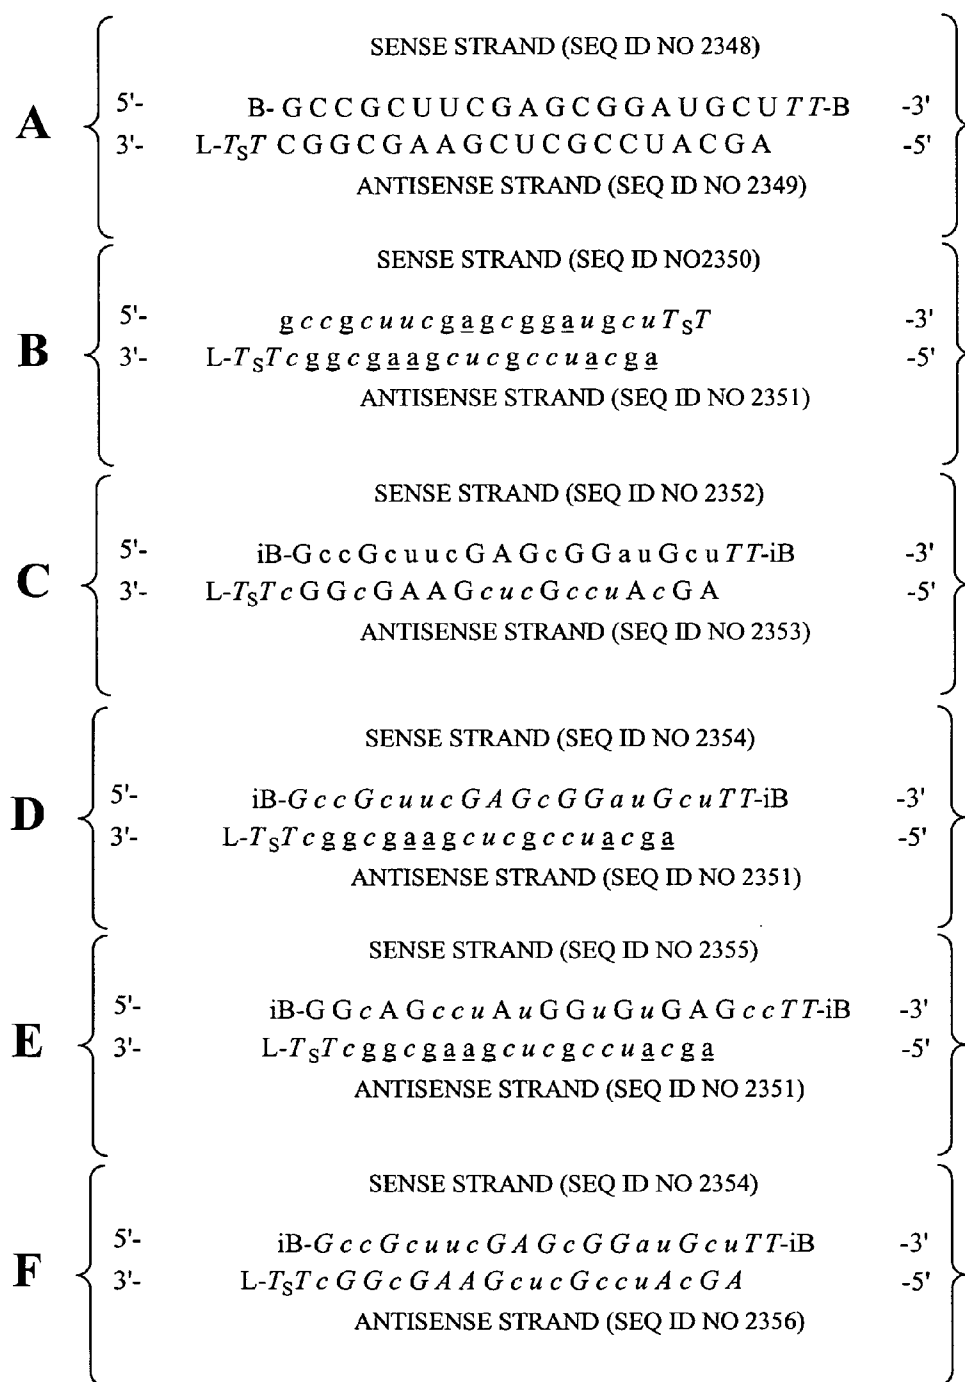 SENSE STRAND (SEQ ID NO 2348)
A 5'- B- G C C G C U U C G A G C G G A U G C U T T-B -3'
3'- L-TST C G G C G A A G C U C G C C U A C G A -5'
ANTISENSE STRAND (SEQ ID NO 2349)
SENSE STRAND (SEQ ID NO2350)
B 5'- g c c g c u u c g a g c g g a u g c u TST -3'
3'- L-TST c g g c g a a g c u c g c c u a c g a -5'
ANTISENSE STRAND (SEQ ID NO 2351)
SENSE STRAND (SEQ ID NO 2352)
C 5'- iB-G c c G c u u c G A G c G G a u G c u T T-iB -3'
3'- L-TST c G G c G A A G c u c G c c u A c G A -5'
ANTISENSE STRAND (SEQ ID NO 2353)
SENSE STRAND (SEQ ID NO 2354)
D 5'- iB-G c c G c u u c G A G c G G a u G c u T T-iB -3'
3'- L-TST c g g c g a a g c u c g c c u a c g a -5'
ANTISENSE STRAND (SEQ ID NO 2351)
SENSE STRAND (SEQ ID NO 2355)
E 5'- iB-G G c A G c c u A u G G u G u G A G c c T T-iB -3'
3'- L-TST c g g c g a a g c u c g c c u a c g a -5'
ANTISENSE STRAND (SEQ ID NO 2351)
SENSE STRAND (SEQ ID NO 2354)
F 5'- iB-G c c G c u u c G A G c G G a u G c u T T-iB -3'
3'- L-TST c G G c G A A G c u c G c c u A c G A -5'
ANTISENSE STRAND (SEQ ID NO 2356)